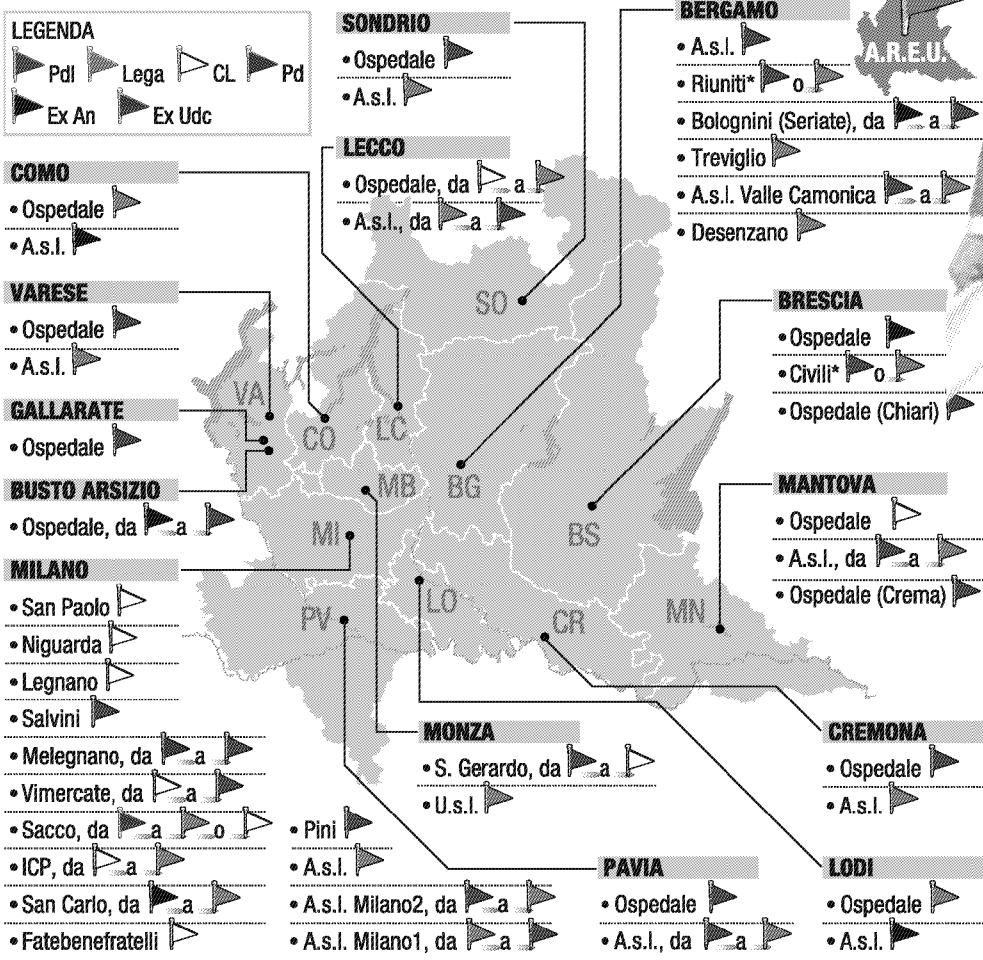 LEGENDA
Pdl Lega CL Pd
Ex An Ex Udc
SONDRIO
• Ospedale
• A.s.l.
BERGAMO
• A.s.l.
• Riuniti* o
• Bolognini (Seriate), da a
• Treviglio
• A.s.l. Valle Camonica a
• Desenzano
A.R.E.U.
LECCO
• Ospedale, da a
• A.s.l., da a
COMO
• Ospedale
• A.s.l.
VARESE
• Ospedale
• A.s.l.
GALLARATE
• Ospedale
BUSTO ARSIZIO
• Ospedale, da a
BRESCIA
• Ospedale
• Civili* o
• Ospedale (Chiari)
MANTOVA
• Ospedale
• A.s.l., da a
• Ospedale (Crema)
SO
VA
CO
LC
MB
BG
MI
BS
PV
LO
CR
MN
MILANO
• San Paolo
• Niguarda
• Legnano
• Salvini
• Melegnano, da a
• Vimercate, da a
• Sacco, da a o
• ICP, da a
• San Carlo, da a
• Fatebenefratelli
• Pini
• A.s.l.
• A.s.l. Milano2, da a
• A.s.l. Milano1, da a
MONZA
• S. Gerardo, da a
• U.s.l.
PAVIA
• Ospedale
• A.s.l., da a
CREMONA
• Ospedale
• A.s.l.
LODI
• Ospedale
• A.s.l.